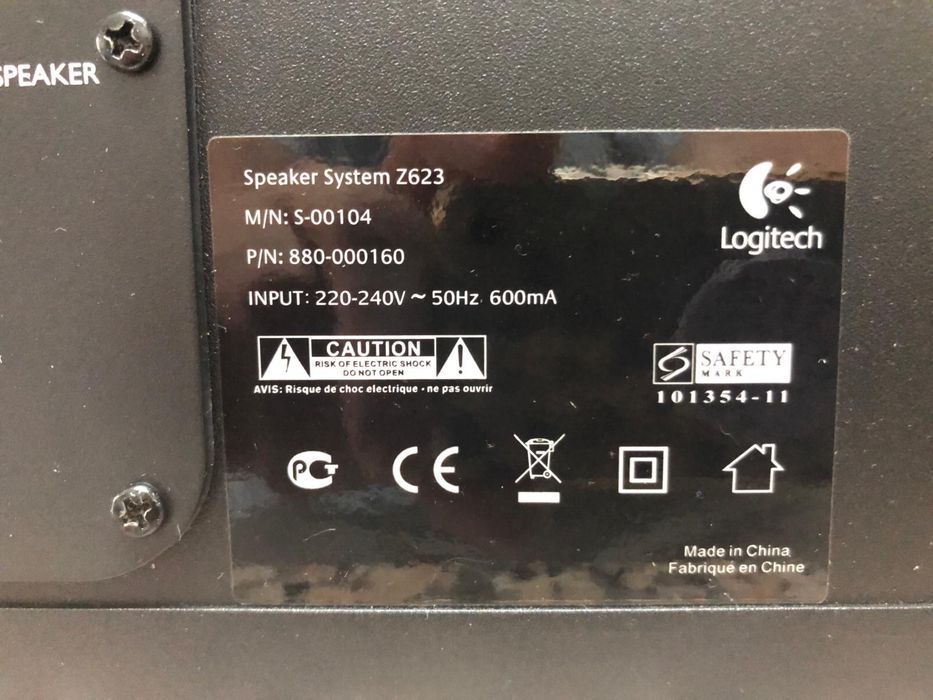 SPEAKER
Speaker System Z623
M/N: S-00104
P/N: 880-000160
INPUT: 220-240V ~ 50Hz 600mA
Logitech
CAUTION
RISK OF ELECTRIC SHOCK
DO NOT OPEN
AVIS: Risque de choc electrique - ne pas ouvrir
SAFETY
MARK
101354-11
PCT
CE
Made in China
Fabriqué en Chine